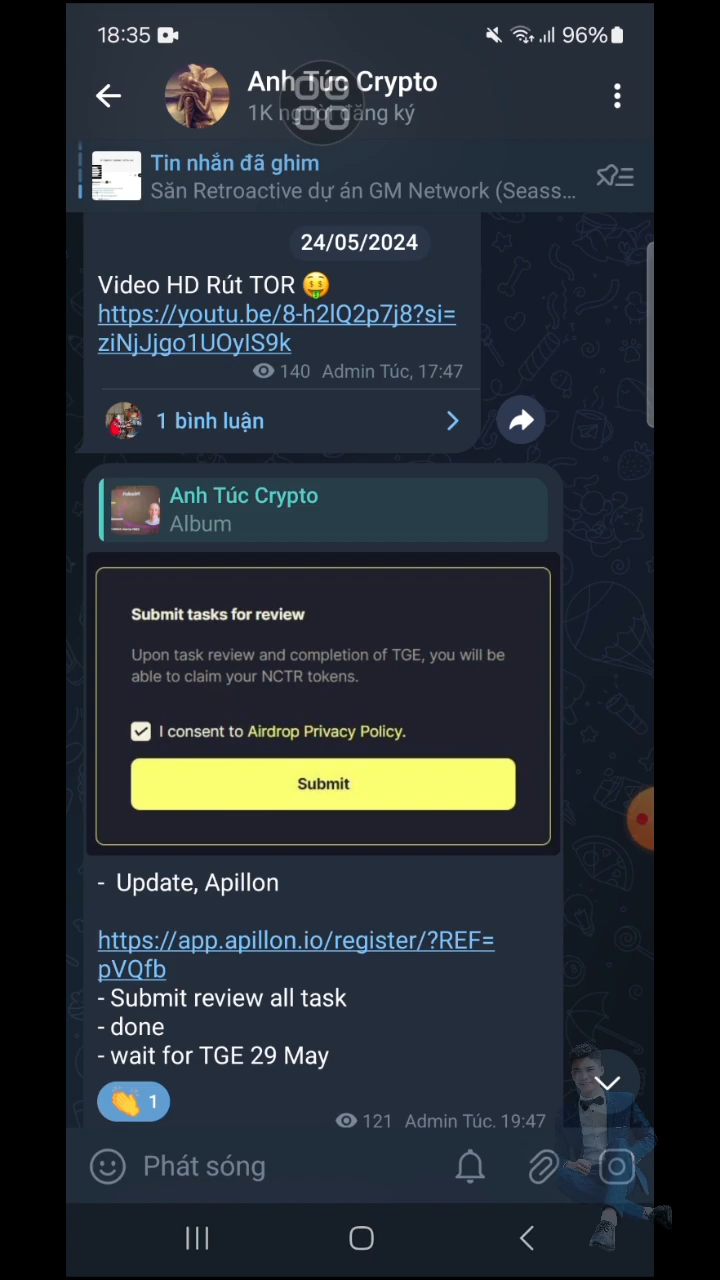 18:35
96%
Anh Túc Crypto
1K người đăng ký
Tin nhắn đã ghim
Săn Retroactive dự án GM Network (Seass...
24/05/2024
Video HD Rút TOR 🤑
https://youtu.be/8-h2lQ2p7j8?si=
ziNjJjgo1UOyIS9k
140 Admin Túc, 17:47
1 bình luận
Anh Túc Crypto
Album
Submit tasks for review
Upon task review and completion of TGE, you will be
able to claim your NCTR tokens.
I consent to Airdrop Privacy Policy.
Submit
- Update, Apillon
https://app.apillon.io/register/?REF=
pVQfb
- Submit review all task
- done
- wait for TGE 29 May
👏 1
121 Admin Túc. 19:47
Phát sóng